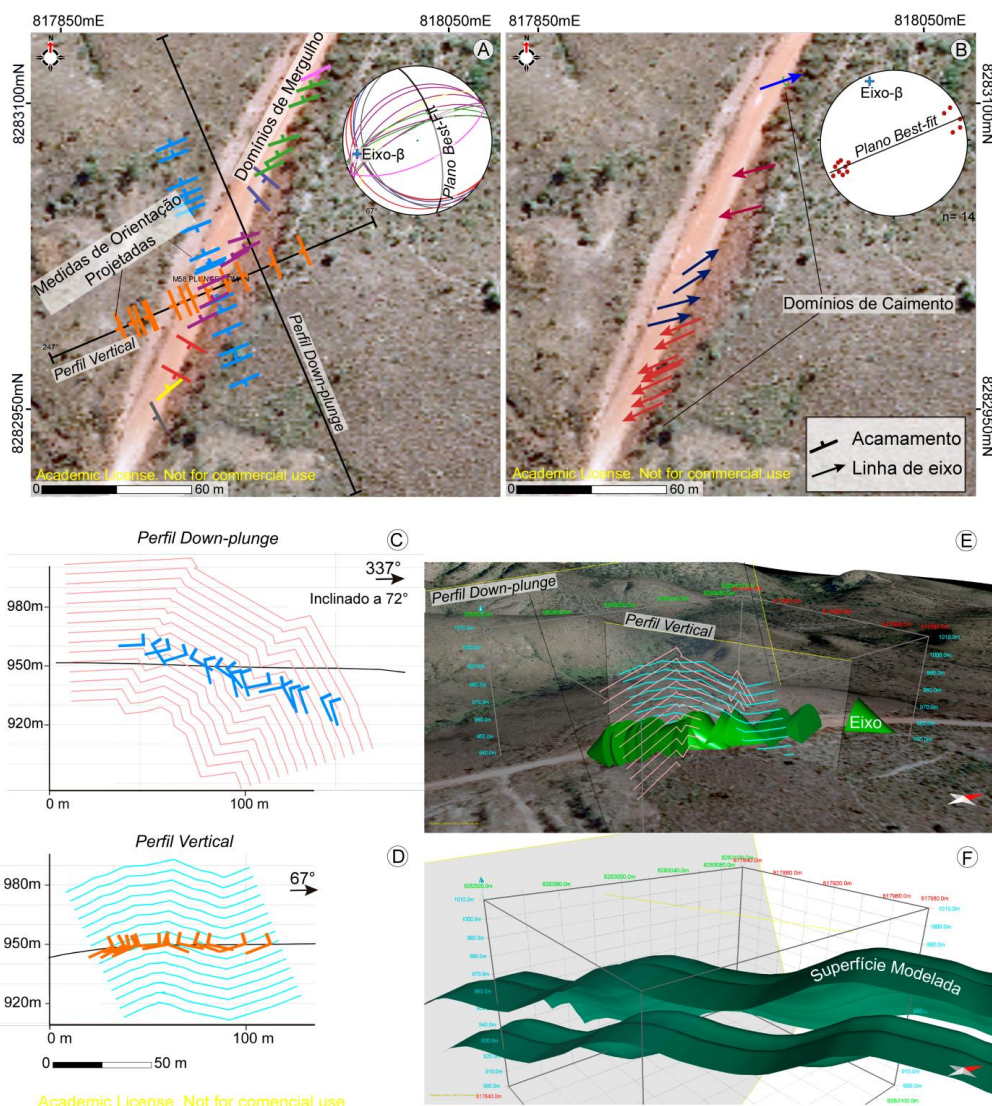 817850mE
818050mE
817850mE
818050mE
N
A
Domínios de Mergulho
Plano Best-Fit
Eixo-β
Medidas de Orientação
Projetadas
67°
247°
Perfil Vertical
Perfil Down-plunge
8283100mN
8282950mN
Academic License. Not for commercial use
0
60 m
N
B
Eixo-β
Plano Best-fit
n= 14
Domínios de Caimento
Acamamento
Linha de eixo
8283100mN
8282950mN
Academic License. Not for commercial use
0
60 m
Perfil Down-plunge
C
337°
Inclinado a 72°
980m
950m
920m
0 m
100 m
Perfil Vertical
D
67°
980m
950m
920m
0 m
100 m
0
50 m
Academic License. Not for comercial use
E
Perfil Down-plunge
Perfil Vertical
Eixo
F
Superfície Modelada